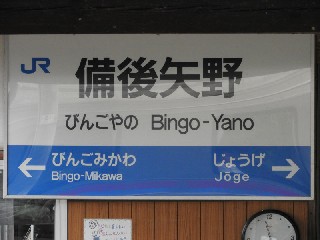 JR
備後矢野
びんごやの Bingo-Yano
びんごみかわ じょうげ
Bingo-Mikawa Jōge